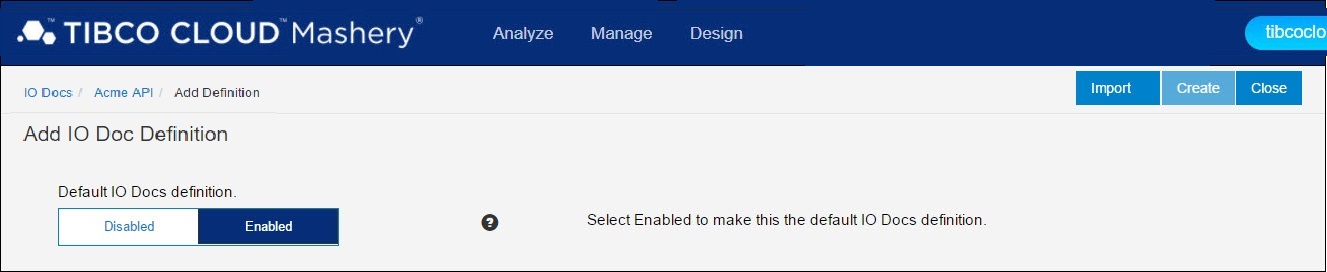 TIBCO CLOUD™ Mashery® Analyze Manage Design tibcoclo
IO Docs / Acme API / Add Definition Import Create Close
Add IO Doc Definition
Default IO Docs definition.
Disabled Enabled ? Select Enabled to make this the default IO Docs definition.